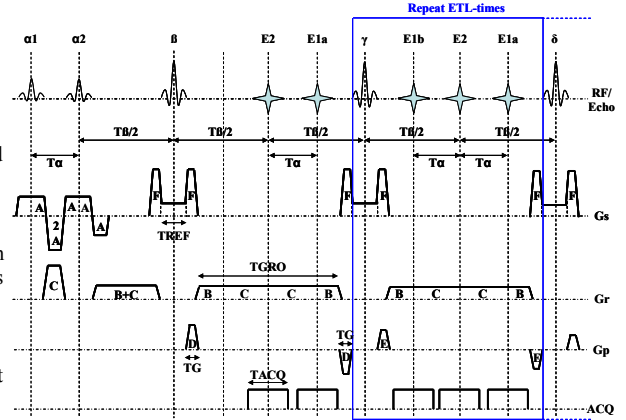 Repeat ETL-times
α1 α2 ß E2 E1a γ E1b E2 E1a δ
RF/
Echo
Tß/2 Tß/2 Tß/2 Tß/2 Tß/2
Tα Tα Tα Tα
A 2A A A A F F F F F F Gs
TREF
TGRO
C B+C B C C B B C C B Gr
D TG TG D E E Gp
TACQ
ACQ